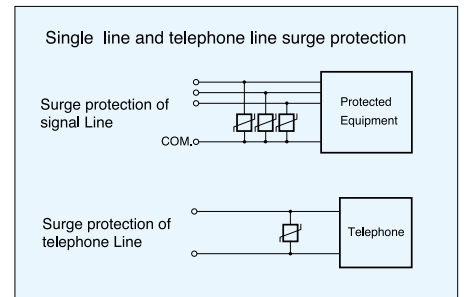 Single line and telephone line surge protection
Surge protection of
signal Line
Protected
Equipment
COM.
Surge protection of
telephone Line
Telephone